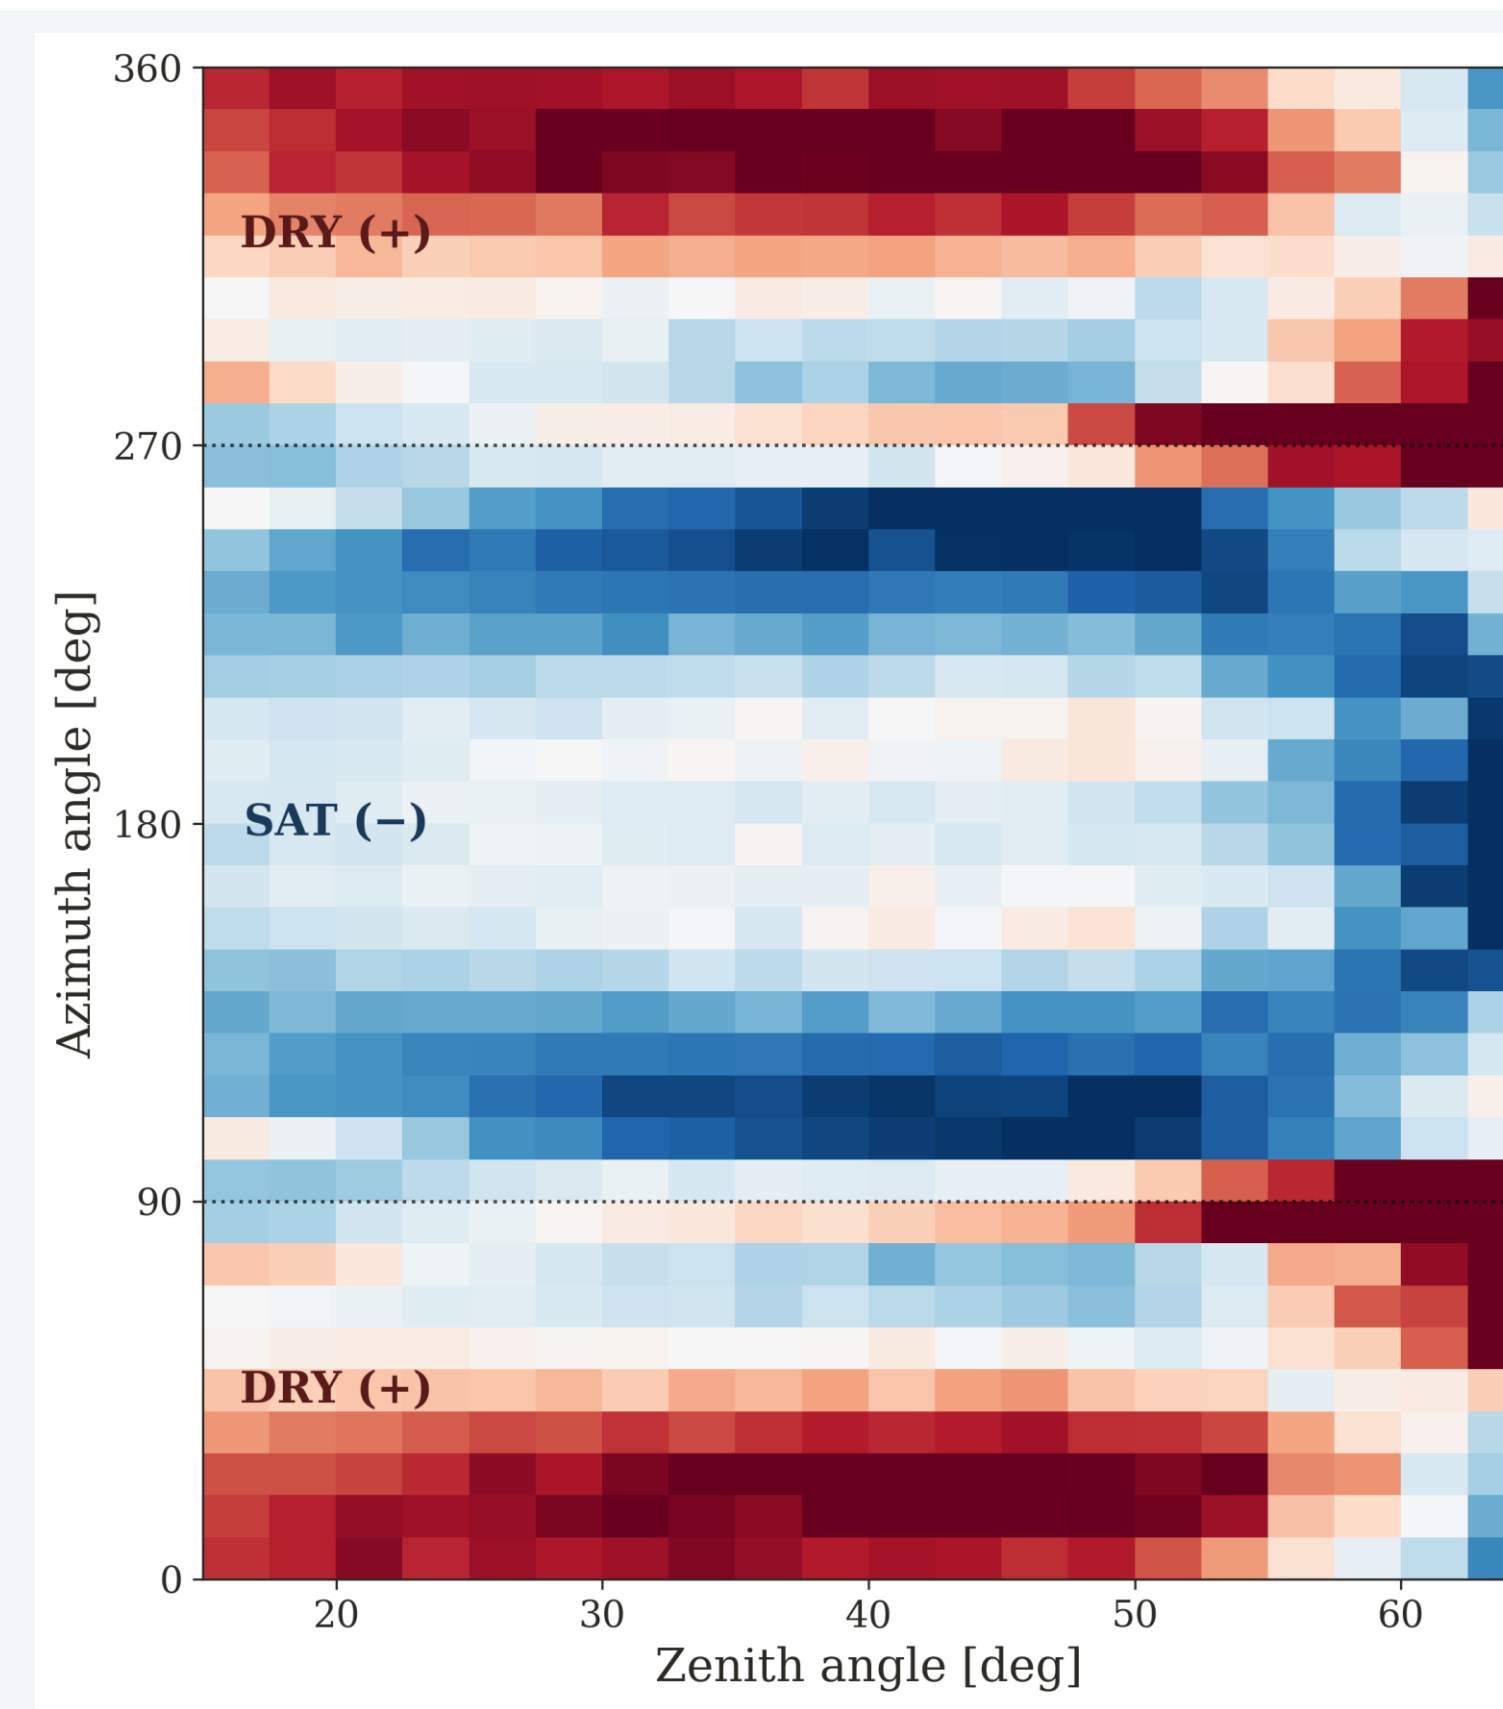 360
DRY (+)
270
Azimuth angle [deg]
SAT (−)
180
90
DRY (+)
0
20 30 40 50 60
Zenith angle [deg]